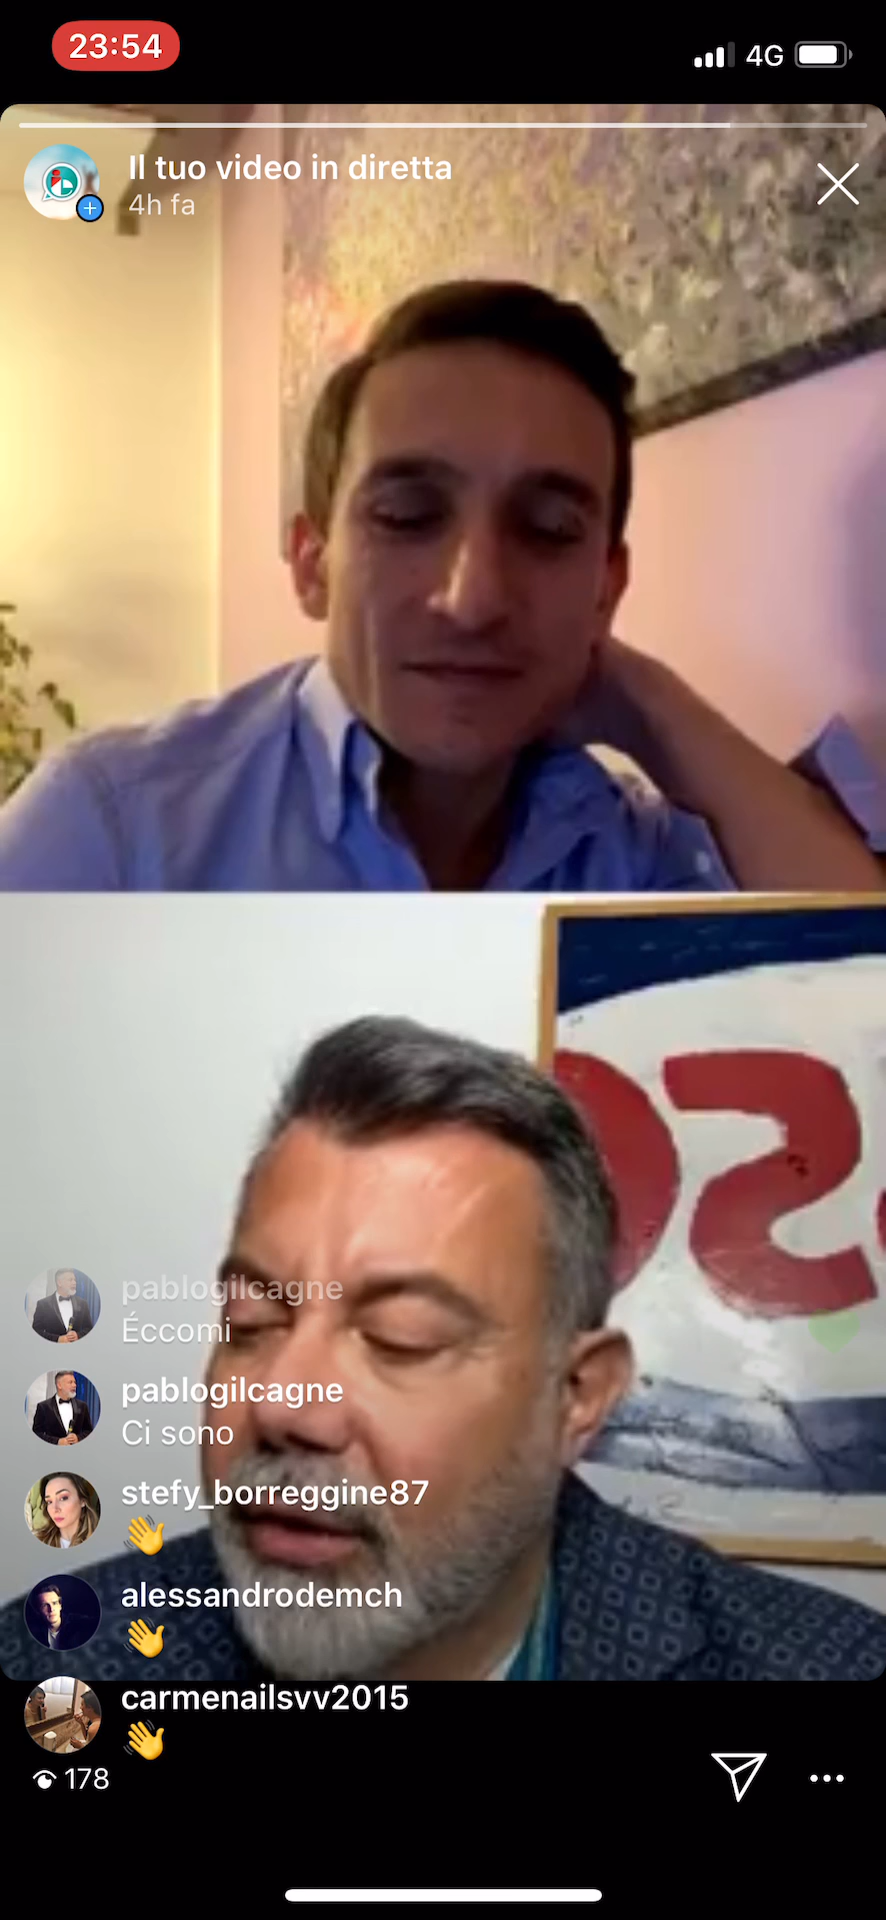 23:54
4G
Il tuo video in diretta
4h fa
pablogilcagne
Éccomi
pablogilcagne
Ci sono
stefy_borreggine87
👋
alessandrodemch
👋
carmenailsvv2015
👋
178